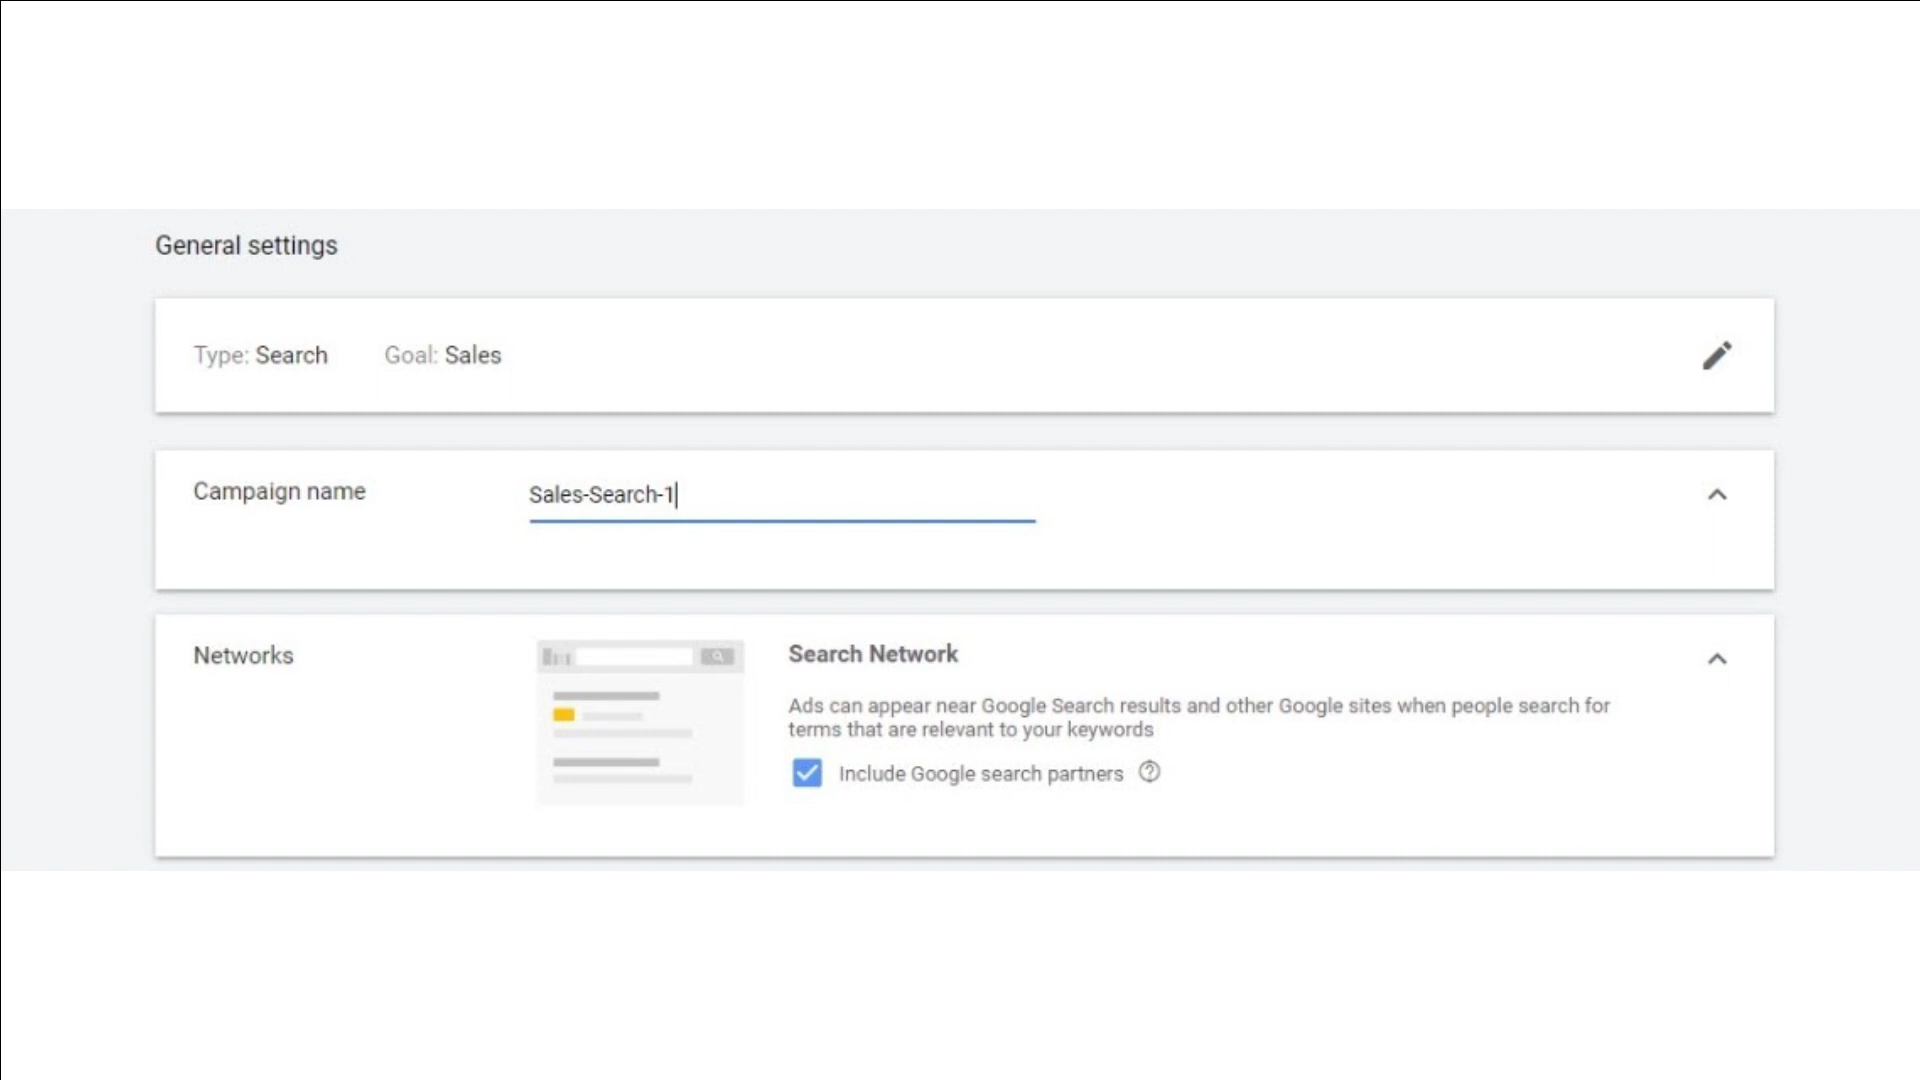 General settings
Type: Search Goal: Sales
Campaign name Sales-Search-1
Networks Search Network
Ads can appear near Google Search results and other Google sites when people search for
terms that are relevant to your keywords
Include Google search partners